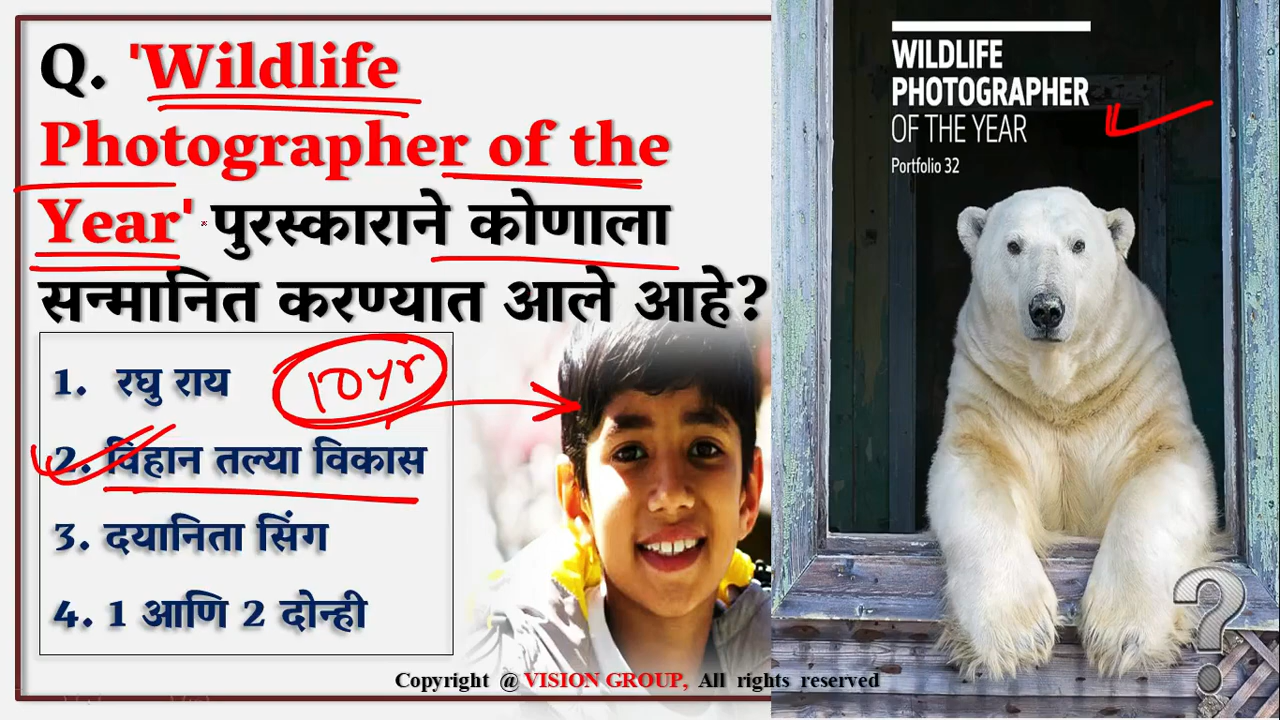 Q. 'Wildlife
Photographer of the
Year' पुरस्काराने कोणाला
सन्मानित करण्यात आले आहे?
1. रघु राय
10yr
2. विहान तल्या विकास
3. दयानिता सिंग
4. 1 आणि 2 दोन्ही
WILDLIFE
PHOTOGRAPHER
OF THE YEAR
Portfolio 32
?
Copyright @ VISION GROUP, All rights reserved